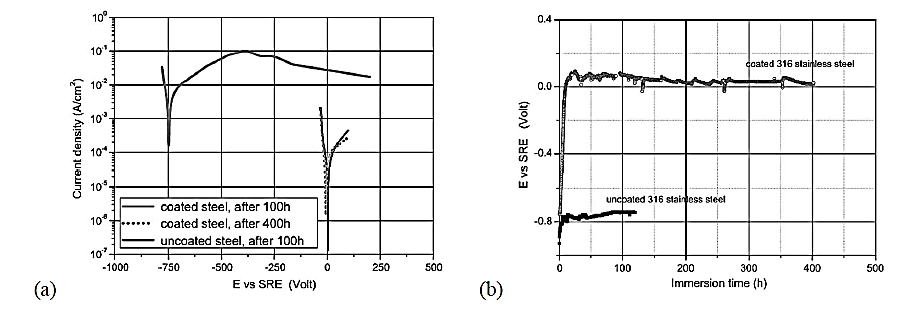 10⁰
10⁻¹
10⁻²
10⁻³
10⁻⁴
10⁻⁵
10⁻⁶
10⁻⁷
Current density (A/cm²)
coated steel, after 100h
coated steel, after 400h
uncoated steel, after 100h
-1000 -750 -500 -250 0 250 500
E vs SRE (Volt)
(a)
0.4
0.0
-0.4
-0.8
E vs SRE (Volt)
coated 316 stainless steel
uncoated 316 stainless steel
0 100 200 300 400 500
Immersion time (h)
(b)